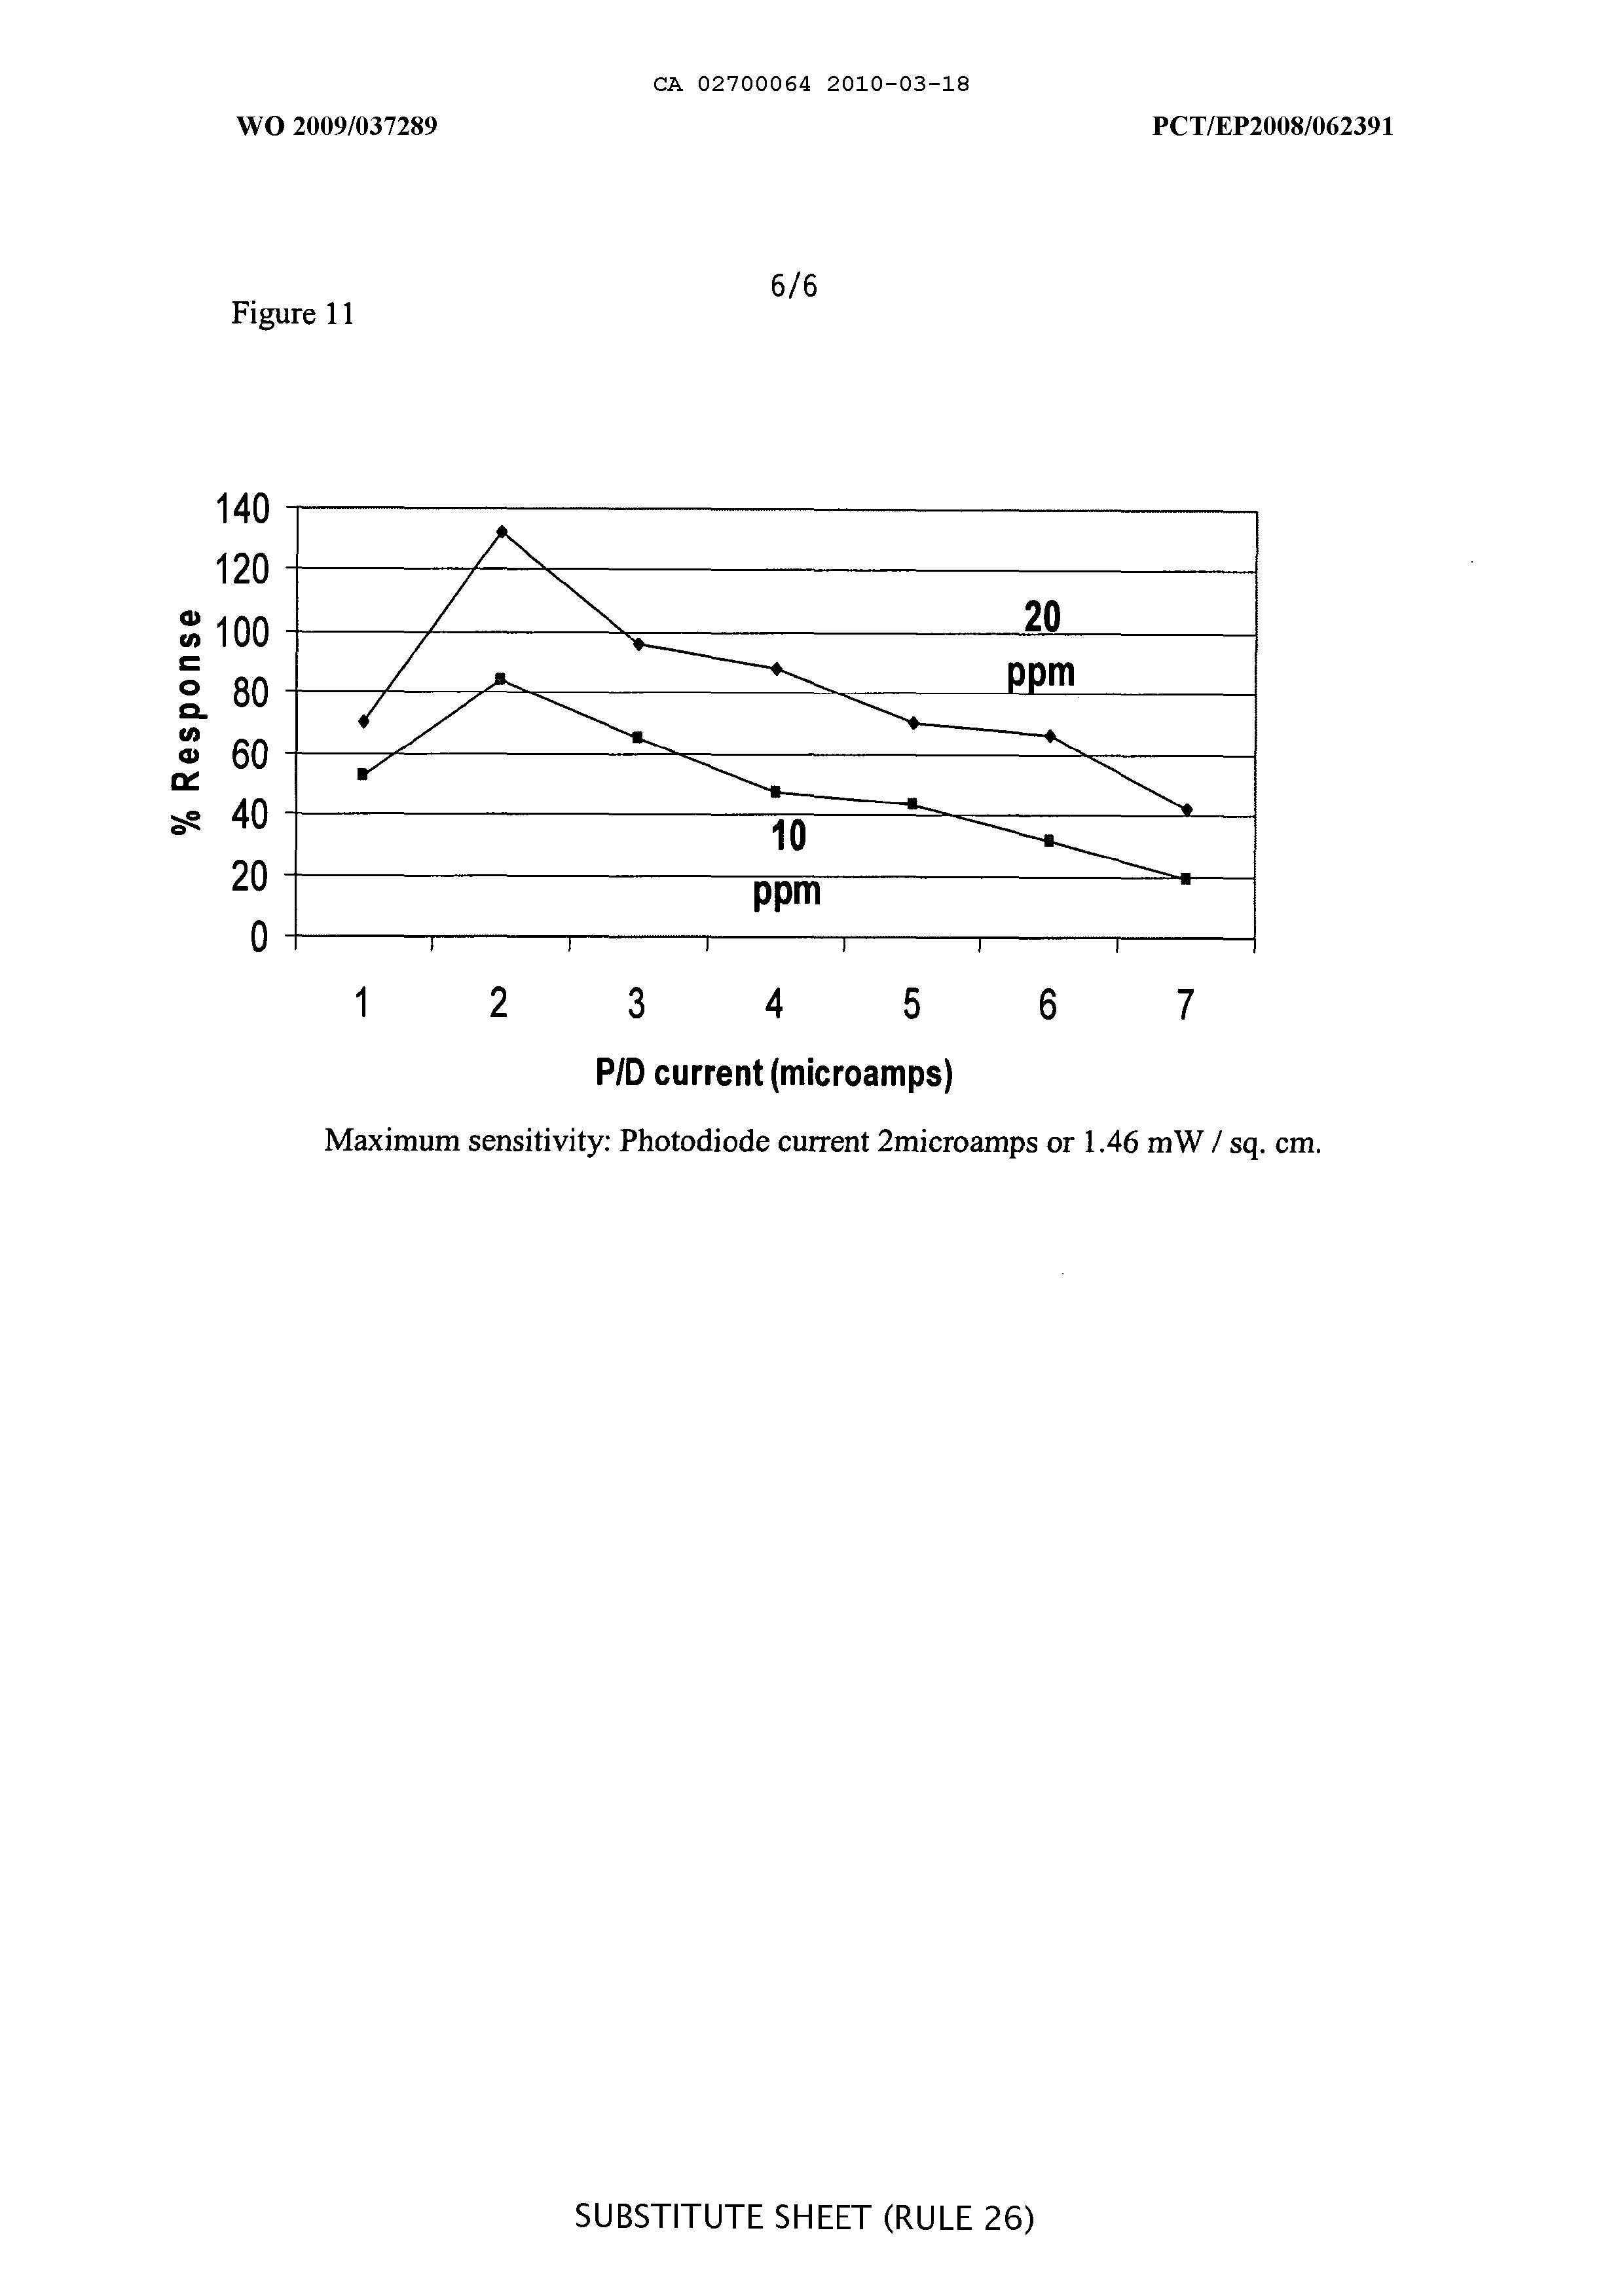 CA 02700064 2010-03-18
WO 2009/037289 PCT/EP2008/062391
6/6
Figure 11
140
120
100
80
60
40
20
0
% Response
20
ppm
10
ppm
1 2 3 4 5 6 7
P/D current (microamps)
Maximum sensitivity: Photodiode current 2microamps or 1.46 mW / sq. cm.
SUBSTITUTE SHEET (RULE 26)